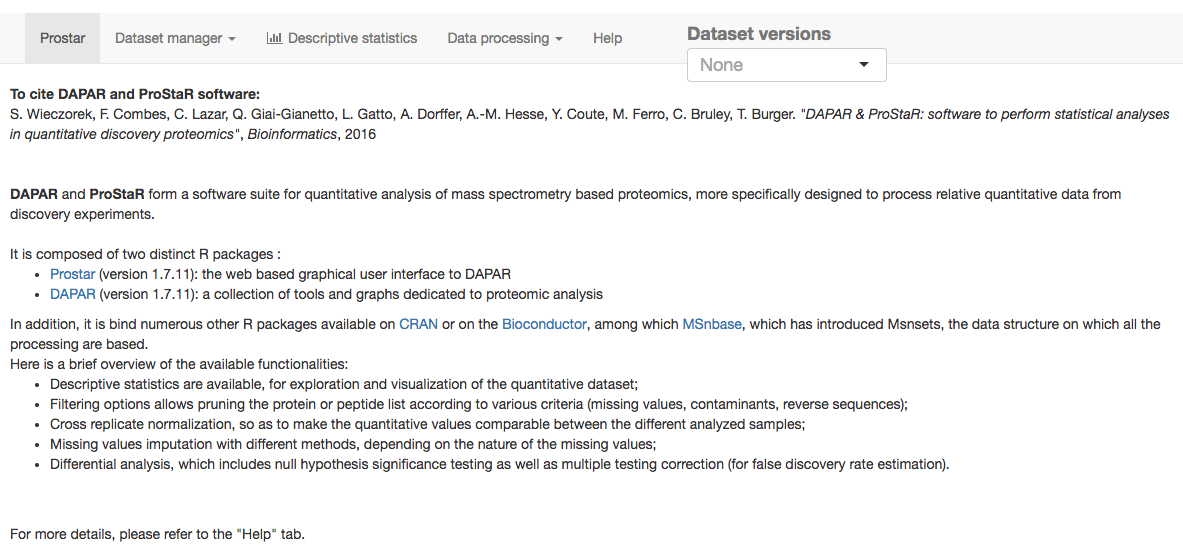 Prostar Dataset manager Descriptive statistics Data processing Help Dataset versions
None
To cite DAPAR and ProStaR software:
S. Wieczorek, F. Combes, C. Lazar, Q. Giai-Gianetto, L. Gatto, A. Dorffer, A.-M. Hesse, Y. Coute, M. Ferro, C. Bruley, T. Burger. "DAPAR & ProStaR: software to perform statistical analyses
in quantitative discovery proteomics", Bioinformatics, 2016
DAPAR and ProStaR form a software suite for quantitative analysis of mass spectrometry based proteomics, more specifically designed to process relative quantitative data from
discovery experiments.
It is composed of two distinct R packages :
• Prostar (version 1.7.11): the web based graphical user interface to DAPAR
• DAPAR (version 1.7.11): a collection of tools and graphs dedicated to proteomic analysis
In addition, it is bind numerous other R packages available on CRAN or on the Bioconductor, among which MSnbase, which has introduced Msnsets, the data structure on which all the
processing are based.
Here is a brief overview of the available functionalities:
• Descriptive statistics are available, for exploration and visualization of the quantitative dataset;
• Filtering options allows pruning the protein or peptide list according to various criteria (missing values, contaminants, reverse sequences);
• Cross replicate normalization, so as to make the quantitative values comparable between the different analyzed samples;
• Missing values imputation with different methods, depending on the nature of the missing values;
• Differential analysis, which includes null hypothesis significance testing as well as multiple testing correction (for false discovery rate estimation).
For more details, please refer to the "Help" tab.